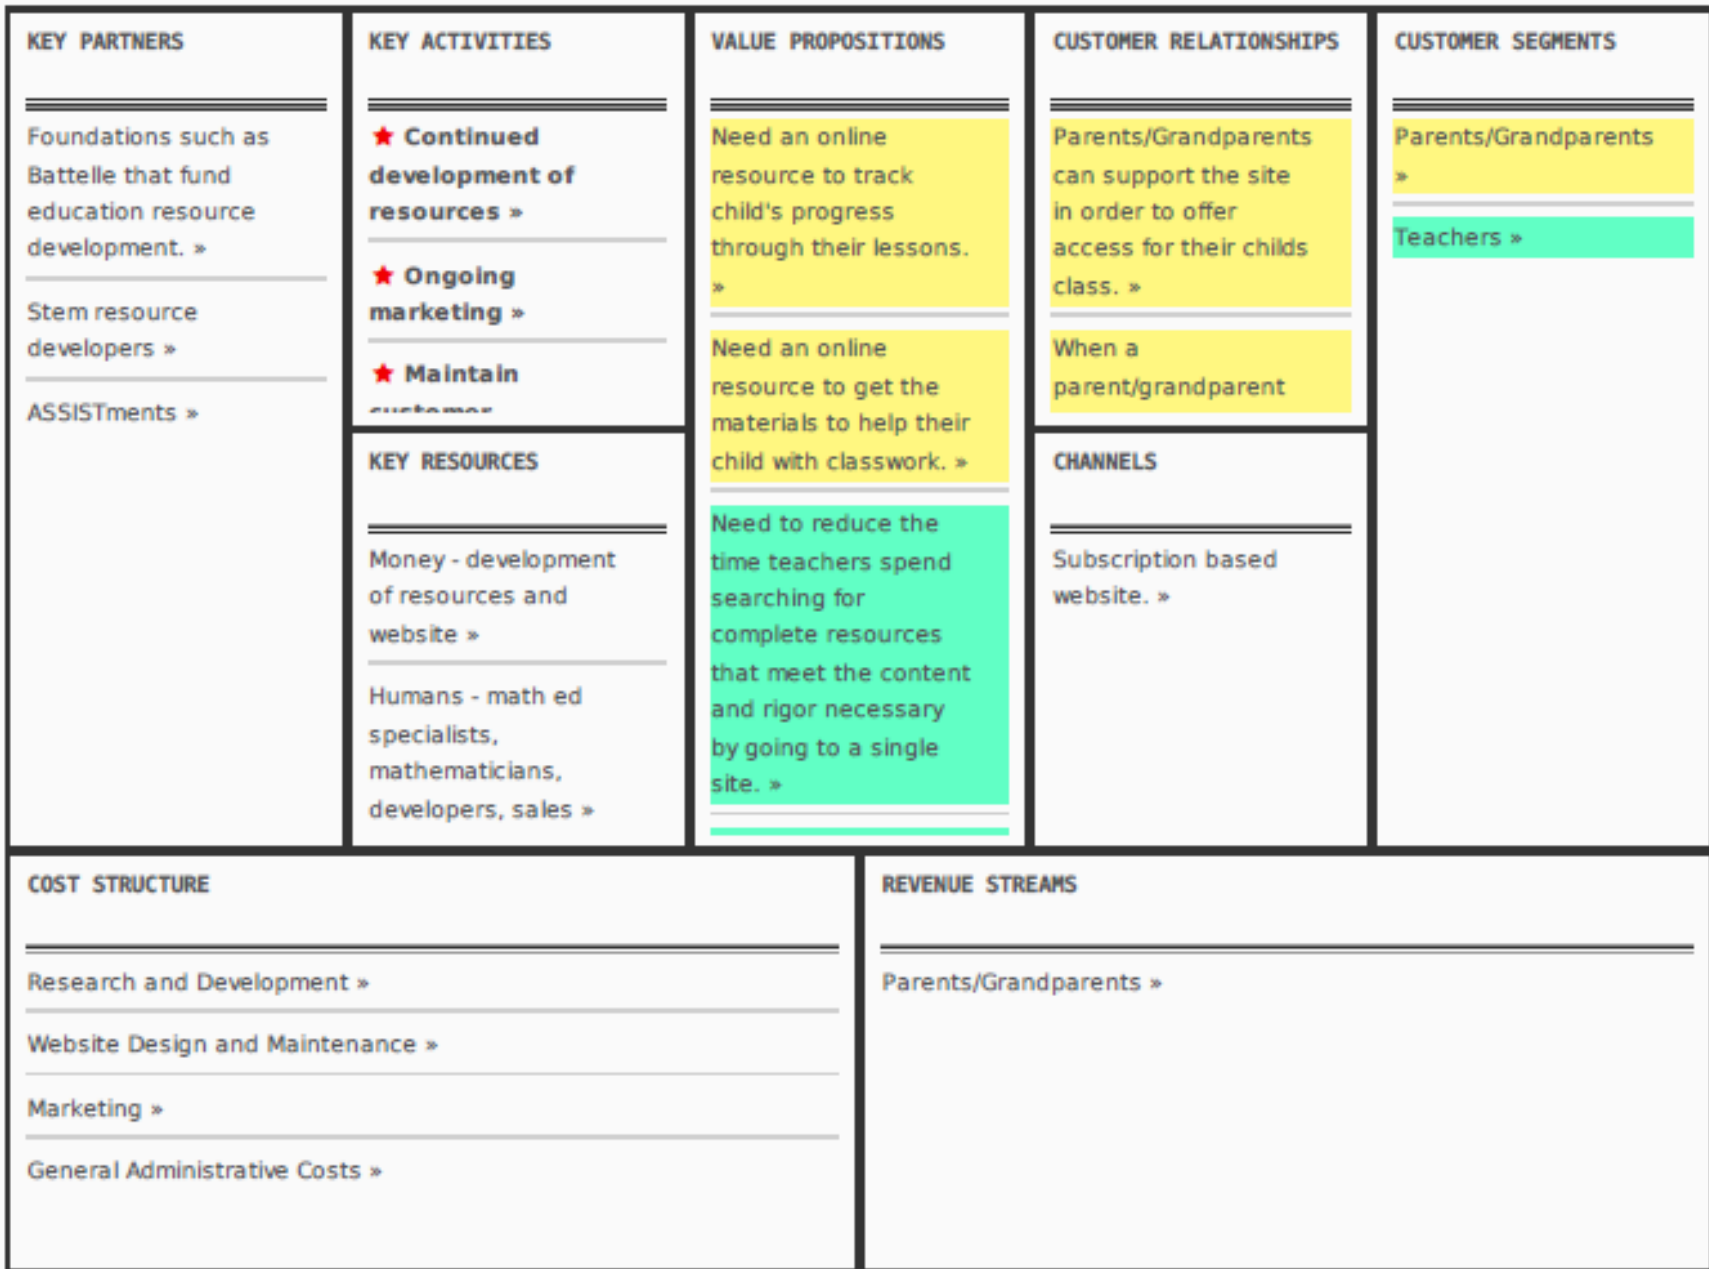 KEY PARTNERS
Foundations such as
Battelle that fund
education resource
development. »
Stem resource
developers »
ASSISTments »
KEY ACTIVITIES
★ Continued
development of
resources »
★ Ongoing
marketing »
★ Maintain
customer
KEY RESOURCES
Money - development
of resources and
website »
Humans - math ed
specialists,
mathematicians,
developers, sales »
VALUE PROPOSITIONS
Need an online
resource to track
child's progress
through their lessons.
»
Need an online
resource to get the
materials to help their
child with classwork. »
Need to reduce the
time teachers spend
searching for
complete resources
that meet the content
and rigor necessary
by going to a single
site. »
CUSTOMER RELATIONSHIPS
Parents/Grandparents
can support the site
in order to offer
access for their childs
class. »
When a
parent/grandparent
CHANNELS
Subscription based
website. »
CUSTOMER SEGMENTS
Parents/Grandparents
»
Teachers »
COST STRUCTURE
Research and Development »
Website Design and Maintenance »
Marketing »
General Administrative Costs »
REVENUE STREAMS
Parents/Grandparents »